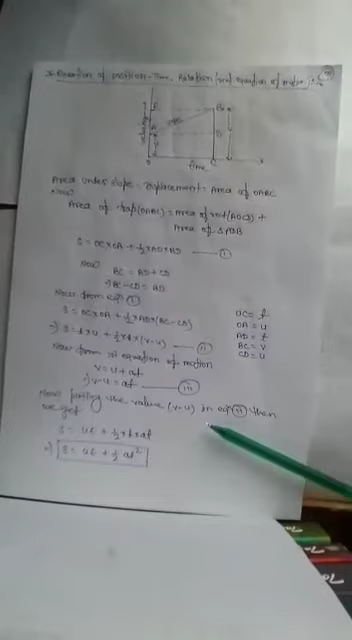 Equation of position-Time Relation (2nd equation of motion):-
B
A
D
O
Time
C
Area under slope = Displacement = Area of OABC
Now
Area of trap(OABC) = Area of rect(AOCD) +
Area of ΔADB
S = OC×OA + ½×AD×BD — (i)
Now
BC = BD + CD
⇒ BC - CD = BD
Now from eqn (i)
S = OC×OA + ½×AD×(BC-CD)
⇒ S = t×u + ½×t×(v-u) — (ii)
OC = t
OA = u
AD = t
BC = v
CD = u
Now from equation of motion
v = u + at
⇒ v-u = at — (iii)
Now putting the value (v-u) in eqn (ii) then
we get
S = ut + ½×t×at
⇒ S = ut + ½ at²